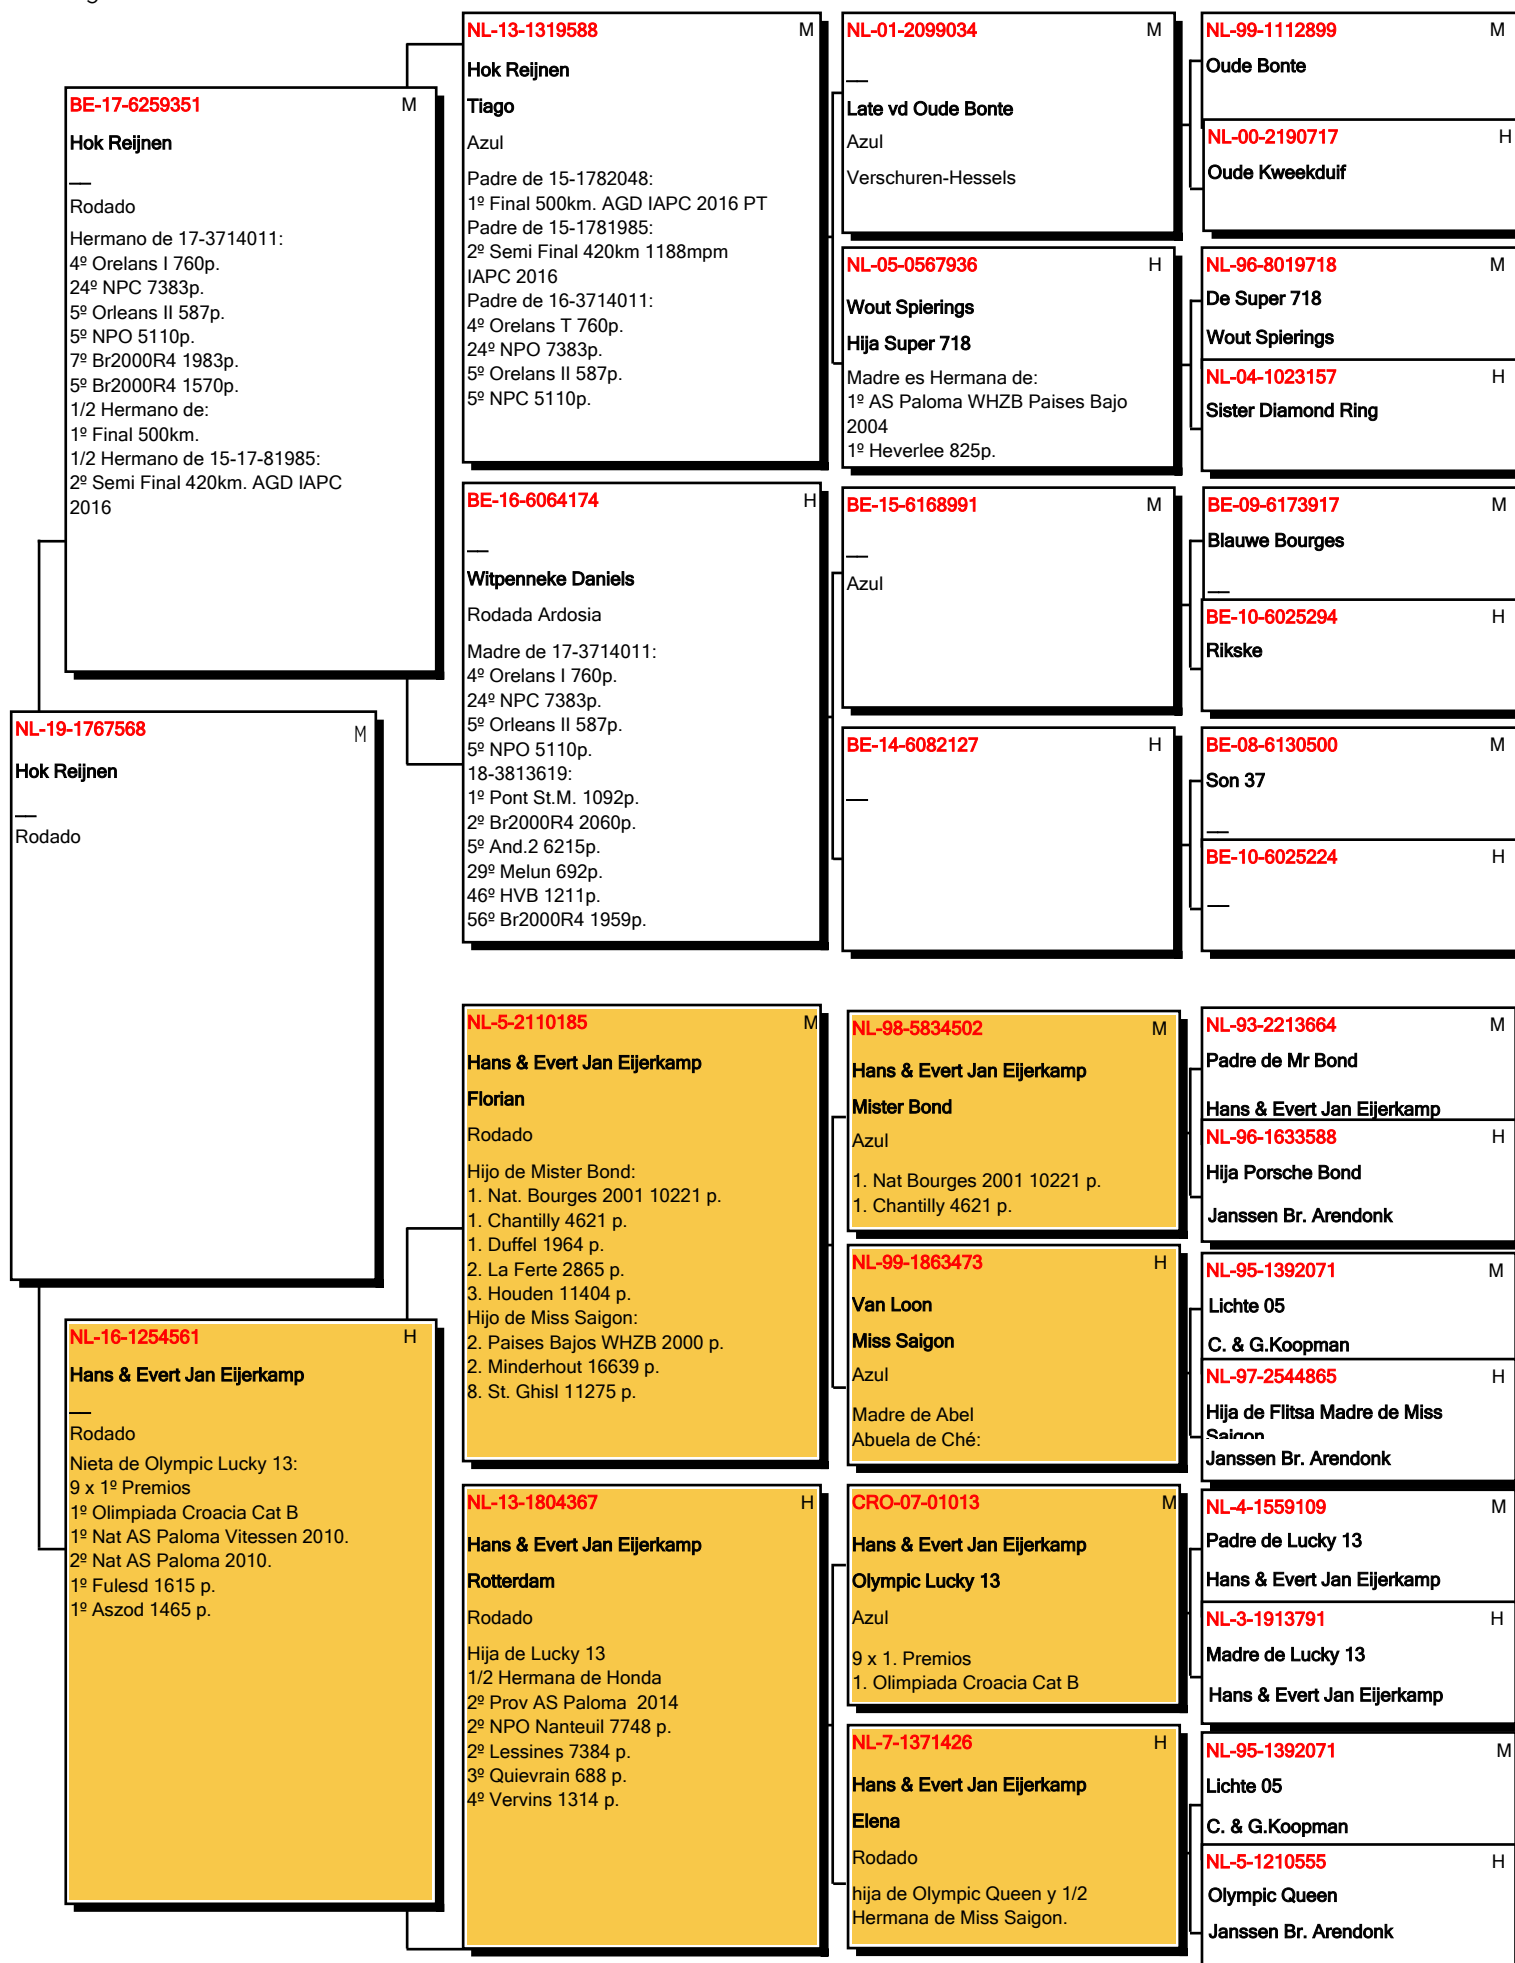 BE-17-6259351 M
Hok Reijnen
__
Rodado
Hermano de 17-3714011:
4º Orelans I 760p.
24º NPC 7383p.
5º Orleans II 587p.
5º NPO 5110p.
7º Br2000R4 1983p.
5º Br2000R4 1570p.
1/2 Hermano de:
1º Final 500km.
1/2 Hermano de 15-17-81985:
2º Semi Final 420km. AGD IAPC
2016
NL-19-1767568 M
Hok Reijnen
__
Rodado
NL-16-1254561 H
Hans & Evert Jan Eijerkamp
__
Rodado
Nieta de Olympic Lucky 13:
9 x 1º Premios
1º Olimpiada Croacia Cat B
1º Nat AS Paloma Vitessen 2010.
2º Nat AS Paloma 2010.
1º Fulesd 1615 p.
1º Aszod 1465 p.
NL-13-1319588 M
Hok Reijnen
Tiago
Azul
Padre de 15-1782048:
1º Final 500km. AGD IAPC 2016 PT
Padre de 15-1781985:
2º Semi Final 420km 1188mpm
IAPC 2016
Padre de 16-3714011:
4º Orelans T 760p.
24º NPO 7383p.
5º Orelans II 587p.
5º NPC 5110p.
BE-16-6064174 H
__
Witpenneke Daniels
Rodada Ardosia
Madre de 17-3714011:
4º Orelans I 760p.
24º NPC 7383p.
5º Orleans II 587p.
5º NPO 5110p.
18-3813619:
1º Pont St.M. 1092p.
2º Br2000R4 2060p.
5º And.2 6215p.
29º Melun 692p.
46º HVB 1211p.
56º Br2000R4 1959p.
NL-5-2110185 M
Hans & Evert Jan Eijerkamp
Florian
Rodado
Hijo de Mister Bond:
1. Nat. Bourges 2001 10221 p.
1. Chantilly 4621 p.
1. Duffel 1964 p.
2. La Ferte 2865 p.
3. Houden 11404 p.
Hijo de Miss Saigon:
2. Paises Bajos WHZB 2000 p.
2. Minderhout 16639 p.
8. St. Ghisl 11275 p.
NL-13-1804367 H
Hans & Evert Jan Eijerkamp
Rotterdam
Rodado
Hija de Lucky 13
1/2 Hermana de Honda
2º Prov AS Paloma 2014
2º NPO Nanteuil 7748 p.
2º Lessines 7384 p.
3º Quievrain 688 p.
4º Vervins 1314 p.
NL-01-2099034 M
__
Late vd Oude Bonte
Azul
Verschuren-Hessels
NL-05-0567936 H
Wout Spierings
Hija Super 718
Madre es Hermana de:
1º AS Paloma WHZB Paises Bajo
2004
1º Heverlee 825p.
BE-15-6168991 M
__
Azul
BE-14-6082127 H
__
NL-98-5834502 M
Hans & Evert Jan Eijerkamp
Mister Bond
Azul
1. Nat Bourges 2001 10221 p.
1. Chantilly 4621 p.
NL-99-1863473 H
Van Loon
Miss Saigon
Azul
Madre de Abel
Abuela de Ché:
CRO-07-01013 M
Hans & Evert Jan Eijerkamp
Olympic Lucky 13
Azul
9 x 1. Premios
1. Olimpiada Croacia Cat B
NL-7-1371426 H
Hans & Evert Jan Eijerkamp
Elena
Rodado
hija de Olympic Queen y 1/2
Hermana de Miss Saigon.
NL-99-1112899 M
Oude Bonte
NL-00-2190717 H
Oude Kweekduif
NL-96-8019718 M
De Super 718
Wout Spierings
NL-04-1023157 H
Sister Diamond Ring
BE-09-6173917 M
Blauwe Bourges
__
BE-10-6025294 H
Rikske
BE-08-6130500 M
Son 37
__
BE-10-6025224 H
__
NL-93-2213664 M
Padre de Mr Bond
Hans & Evert Jan Eijerkamp
NL-96-1633588 H
Hija Porsche Bond
Janssen Br. Arendonk
NL-95-1392071 M
Lichte 05
C. & G.Koopman
NL-97-2544865 H
Hija de Flitsa Madre de Miss
Saigon
Janssen Br. Arendonk
NL-4-1559109 M
Padre de Lucky 13
Hans & Evert Jan Eijerkamp
NL-3-1913791 H
Madre de Lucky 13
Hans & Evert Jan Eijerkamp
NL-95-1392071 M
Lichte 05
C. & G.Koopman
NL-5-1210555 H
Olympic Queen
Janssen Br. Arendonk